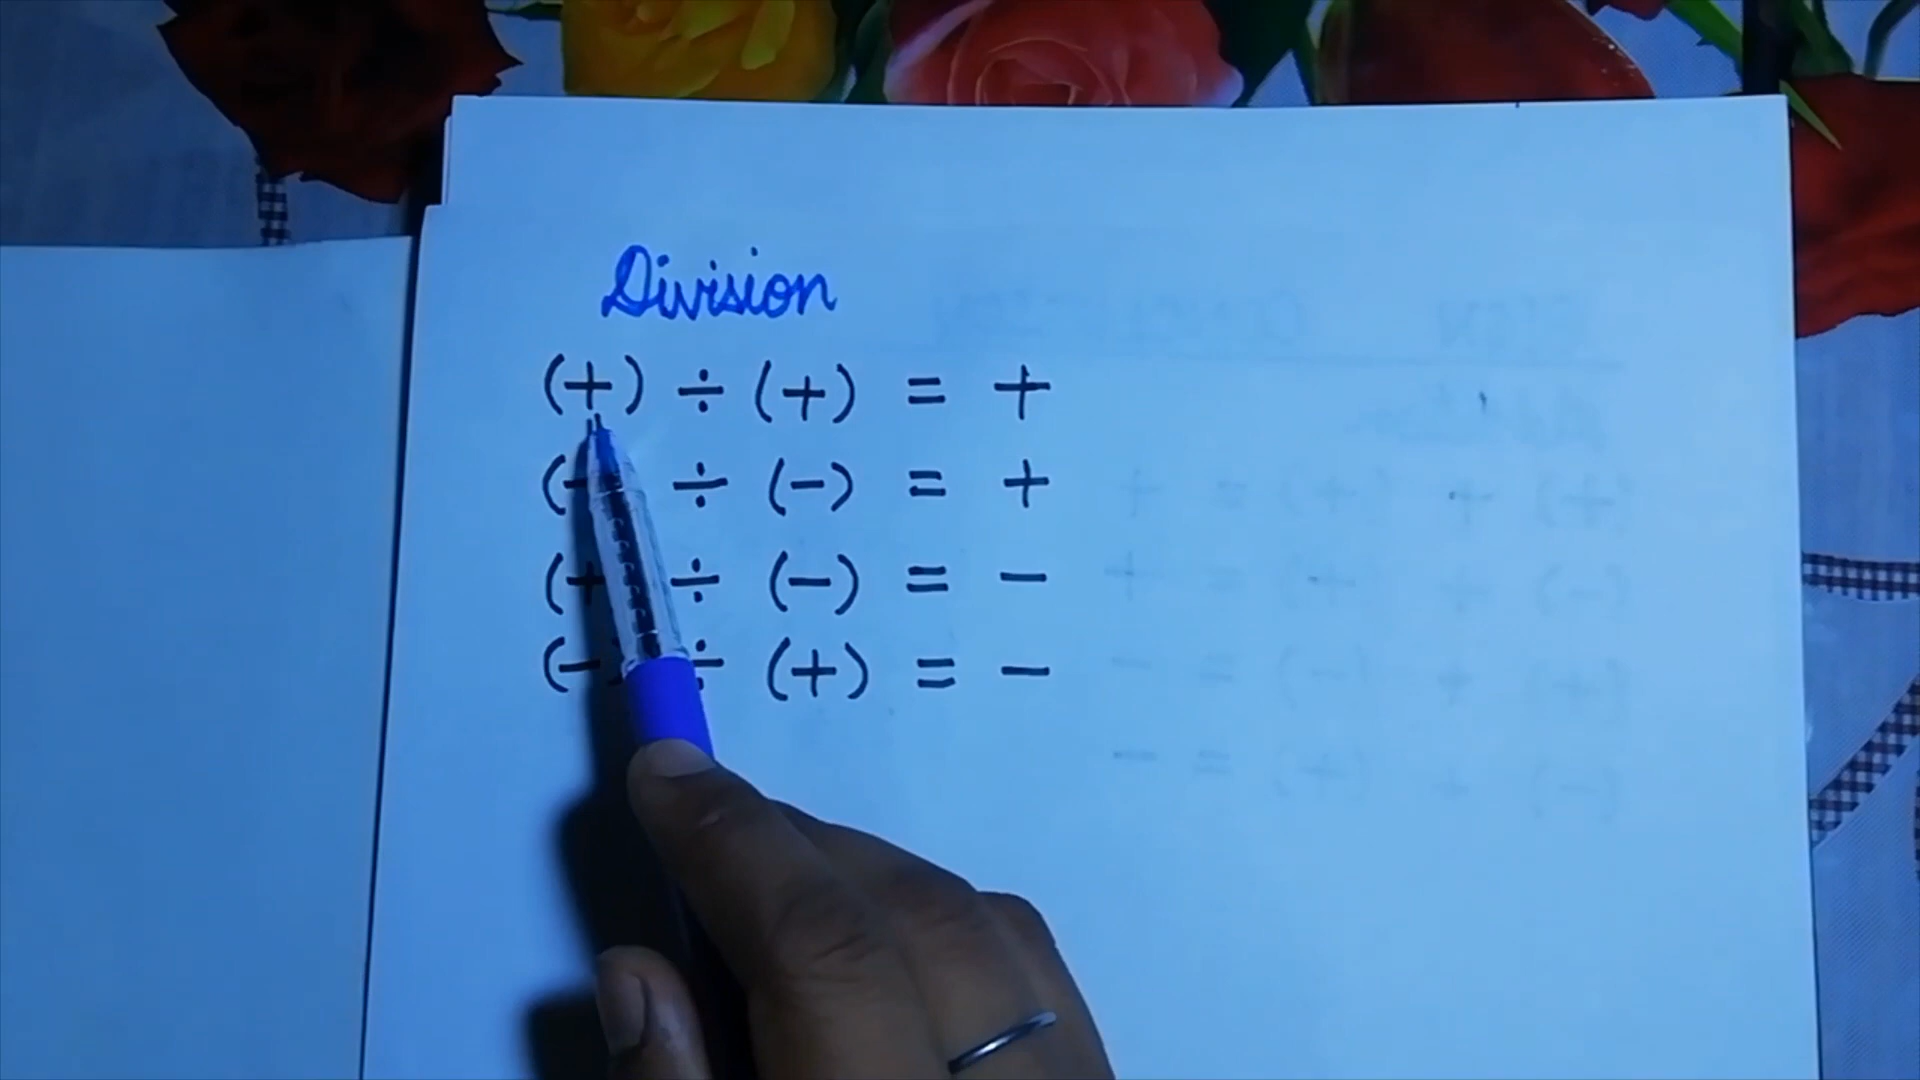 Division
(+) ÷ (+) = +
(- ÷ (-) = +
(+ ÷ (-) = -
(-) ÷ (+) = -